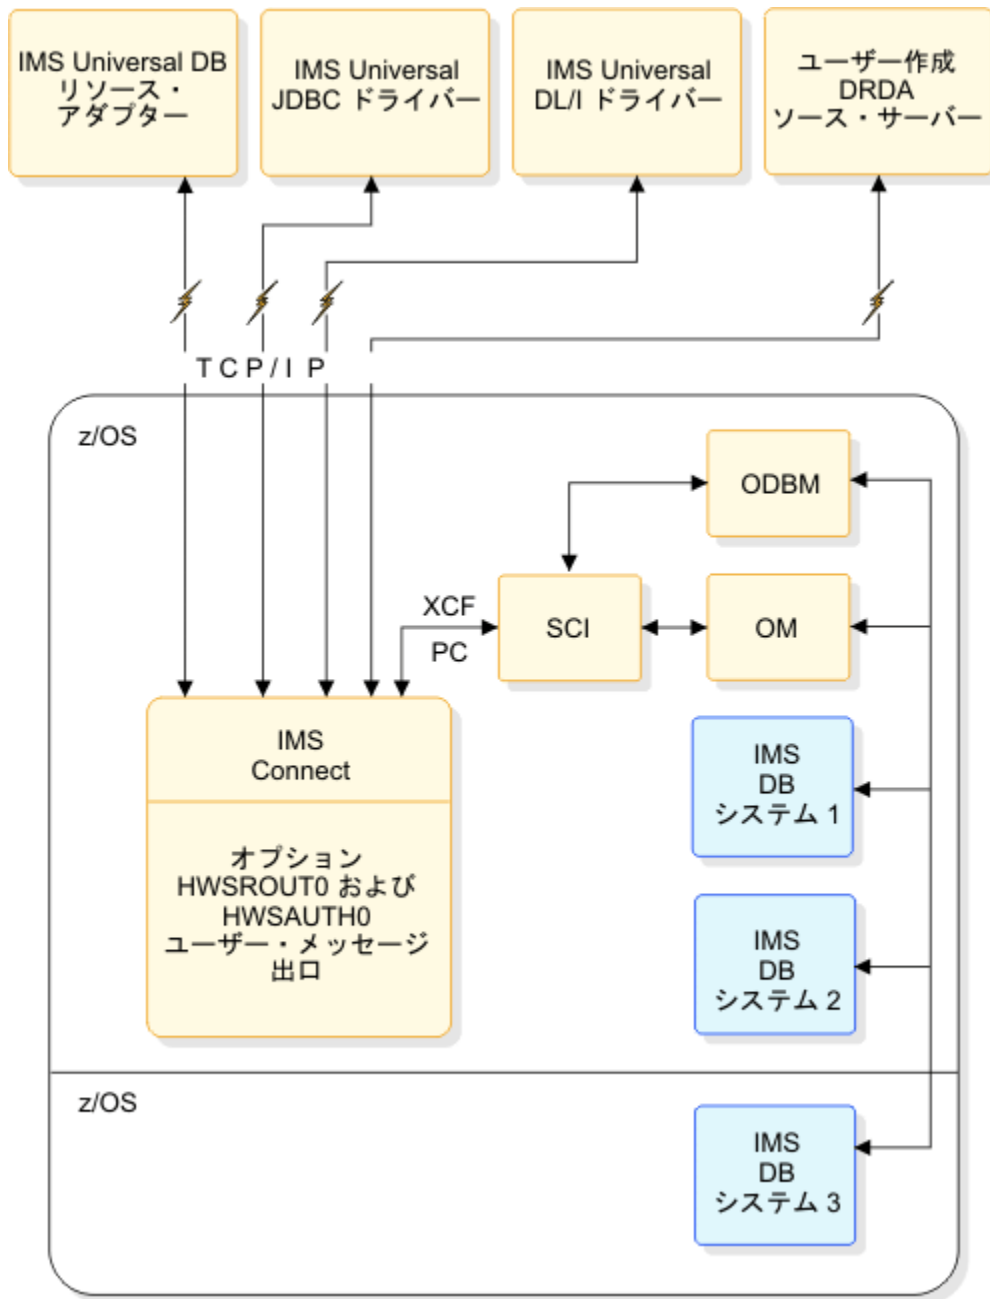 IMS Universal DB
リソース・
アダプター
IMS Universal
JDBC ドライバー
IMS Universal
DL/I ドライバー
ユーザー作成
DRDA
ソース・サーバー
TCP/IP
z/OS
ODBM
XCF
PC
SCI
OM
IMS
Connect
オプション
HWSROUT0 および
HWSAUTH0
ユーザー・メッセージ
出口
IMS
DB
システム 1
IMS
DB
システム 2
z/OS
IMS
DB
システム 3